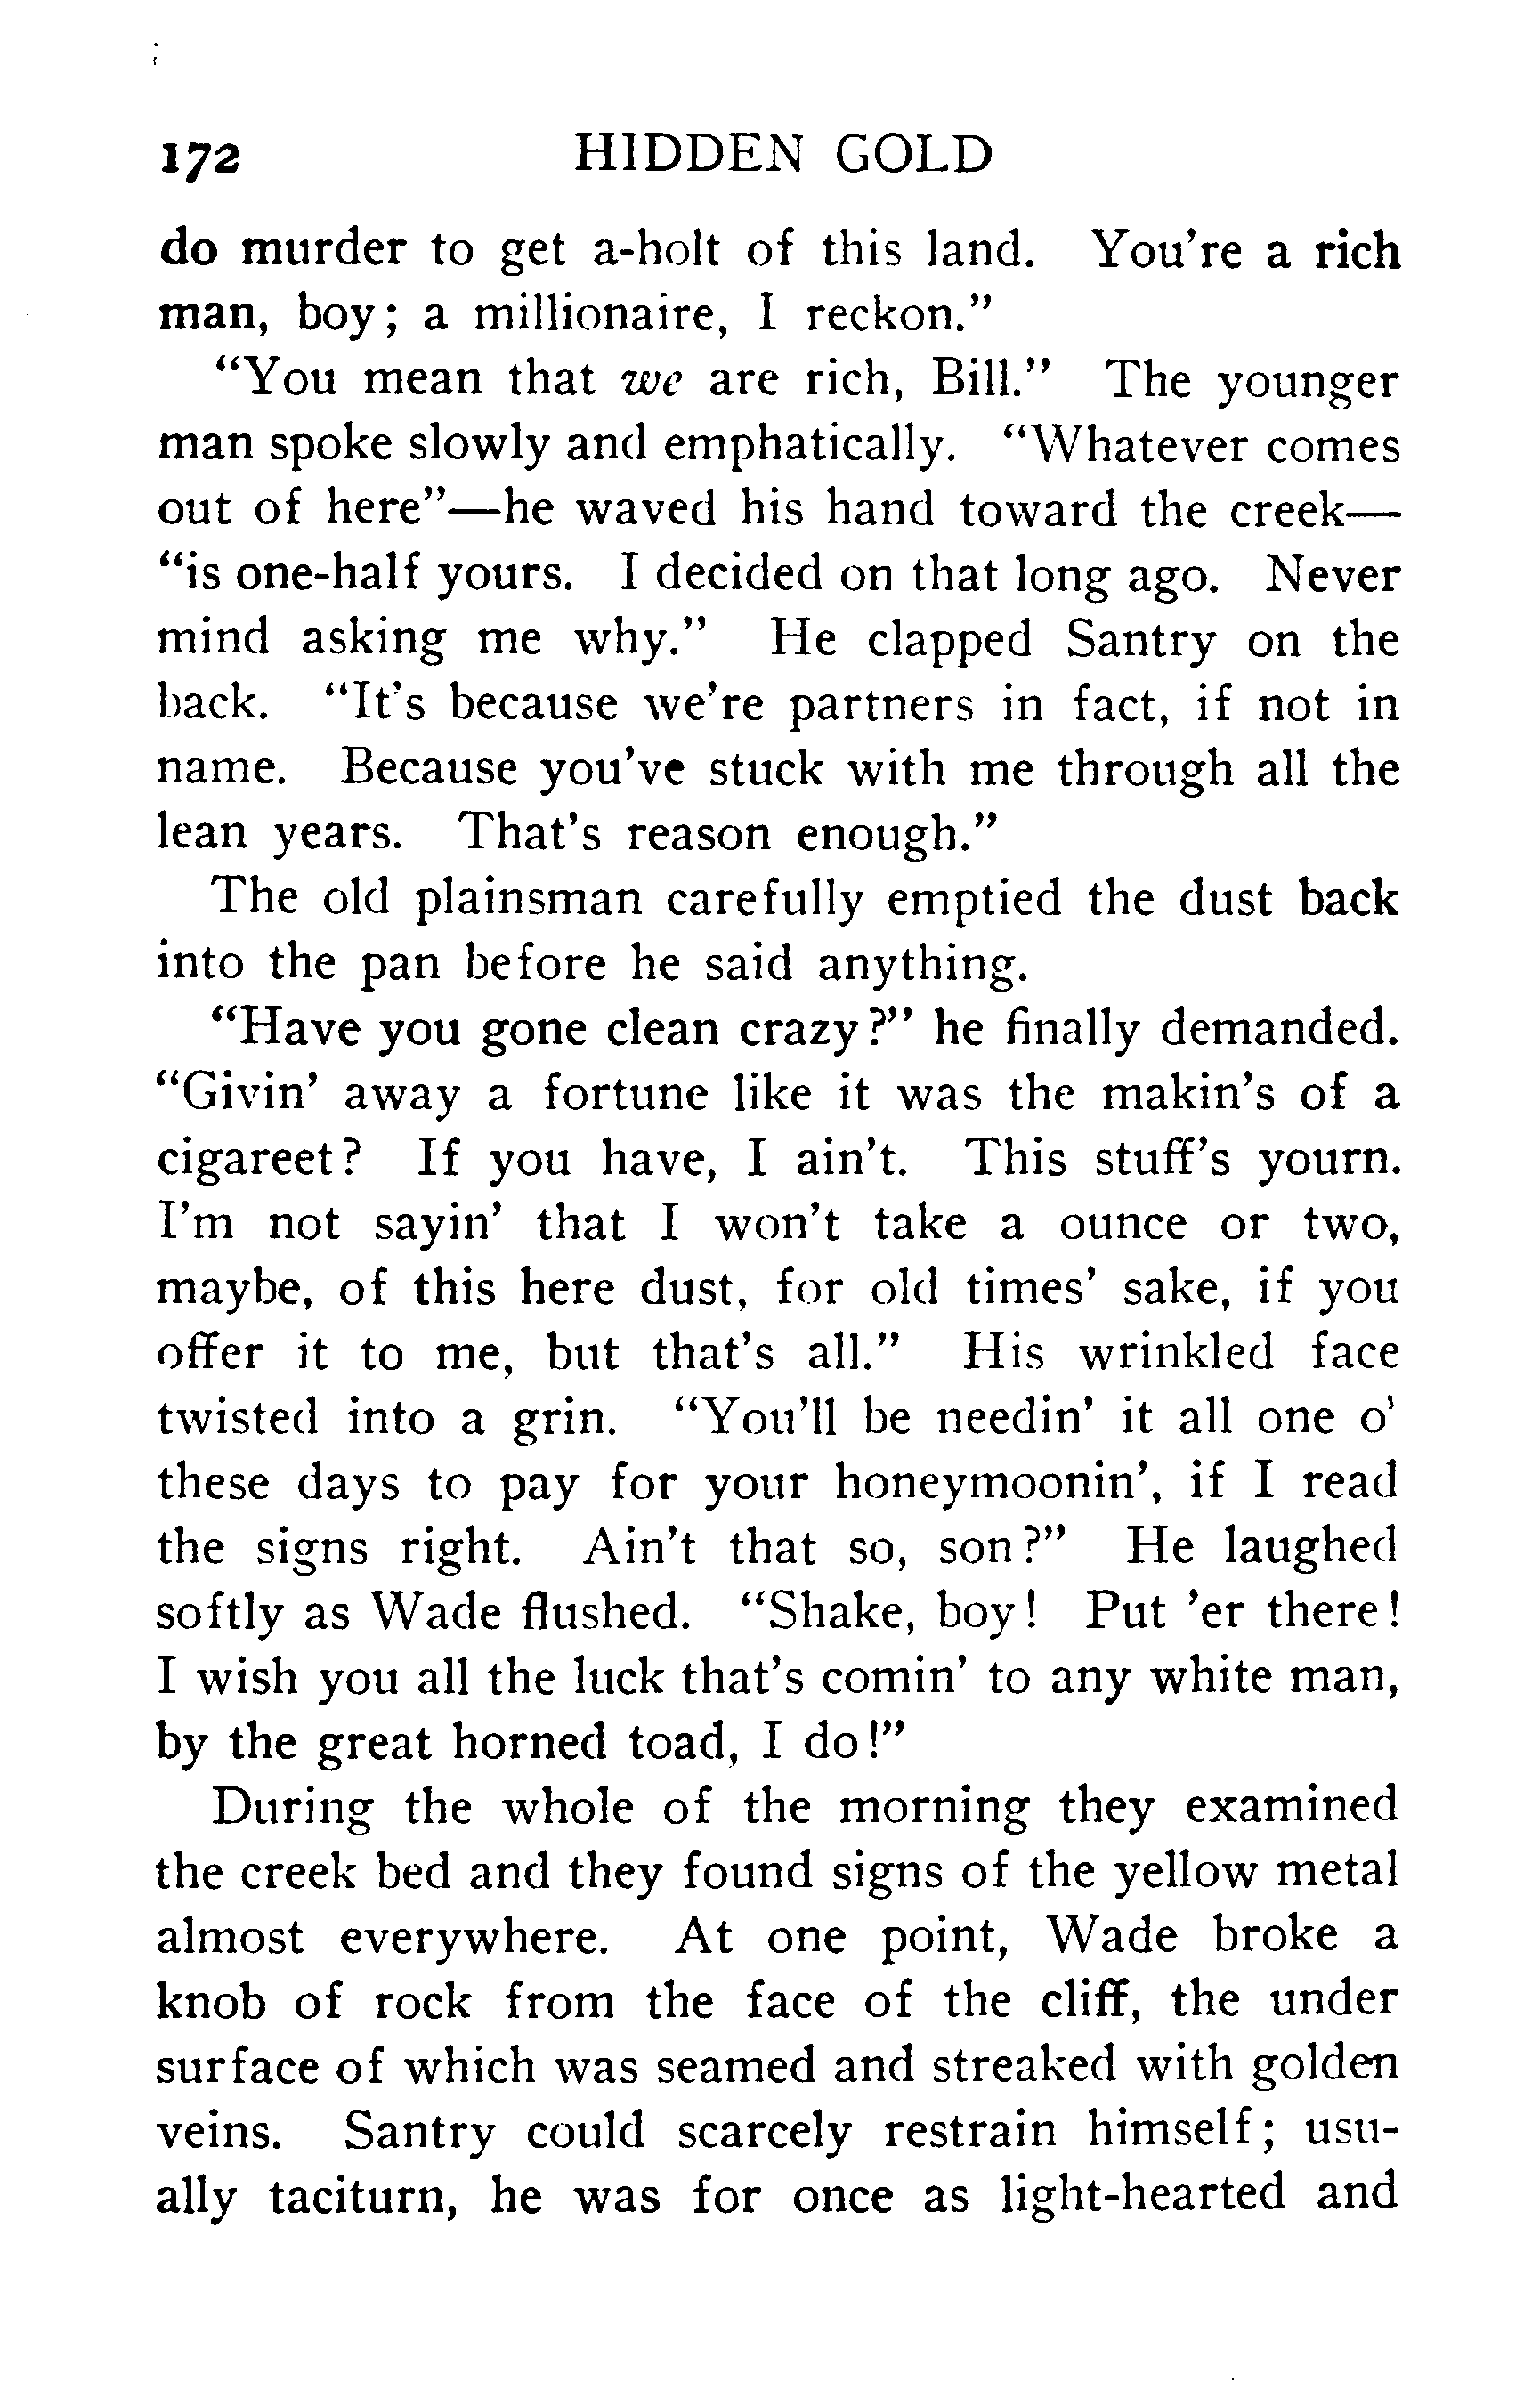 172 HIDDEN GOLD
do murder to get a-holt of this land. You're a rich
man, boy; a millionaire, I reckon."
"You mean that we are rich, Bill." The younger
man spoke slowly and emphatically. "Whatever comes
out of here"—he waved his hand toward the creek—
"is one-half yours. I decided on that long ago. Never
mind asking me why." He clapped Santry on the
back. "It's because we're partners in fact, if not in
name. Because you've stuck with me through all the
lean years. That's reason enough."
The old plainsman carefully emptied the dust back
into the pan before he said anything.
"Have you gone clean crazy?" he finally demanded.
"Givin' away a fortune like it was the makin's of a
cigareet? If you have, I ain't. This stuff's yourn.
I'm not sayin' that I won't take a ounce or two,
maybe, of this here dust, for old times' sake, if you
offer it to me, but that's all." His wrinkled face
twisted into a grin. "You'll be needin' it all one o'
these days to pay for your honeymoonin', if I read
the signs right. Ain't that so, son?" He laughed
softly as Wade flushed. "Shake, boy! Put 'er there!
I wish you all the luck that's comin' to any white man,
by the great horned toad, I do!"
During the whole of the morning they examined
the creek bed and they found signs of the yellow metal
almost everywhere. At one point, Wade broke a
knob of rock from the face of the cliff, the under
surface of which was seamed and streaked with golden
veins. Santry could scarcely restrain himself; usu-
ally taciturn, he was for once as light-hearted and